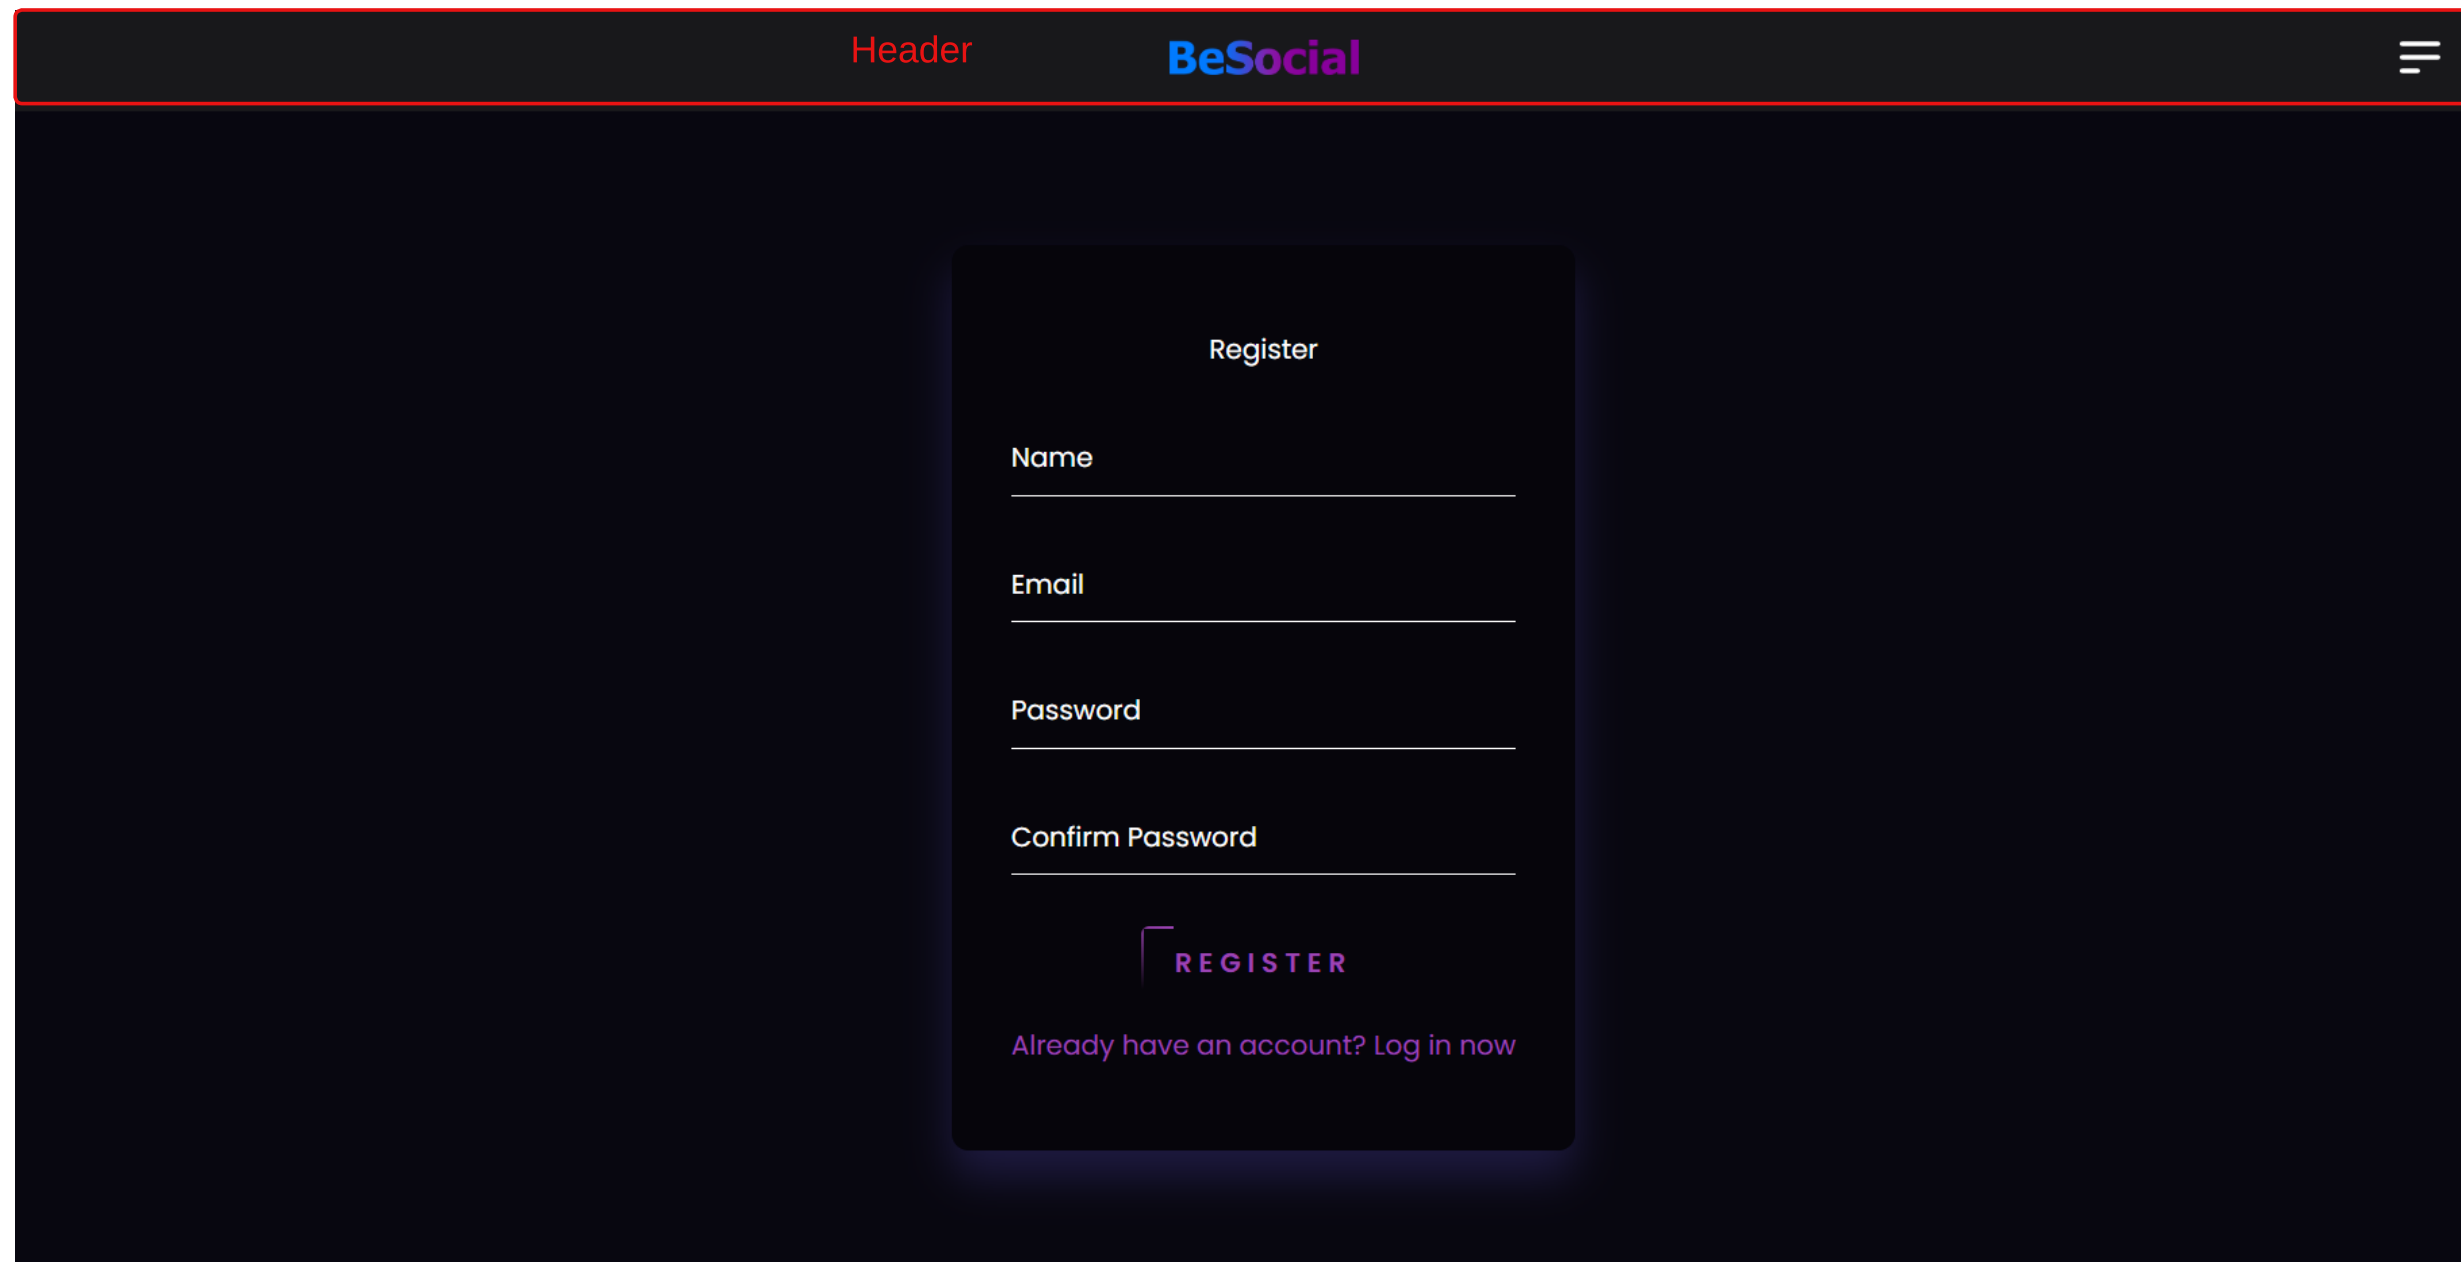 Header
BeSocial
Register
Name
Email
Password
Confirm Password
REGISTER
Already have an account? Log in now